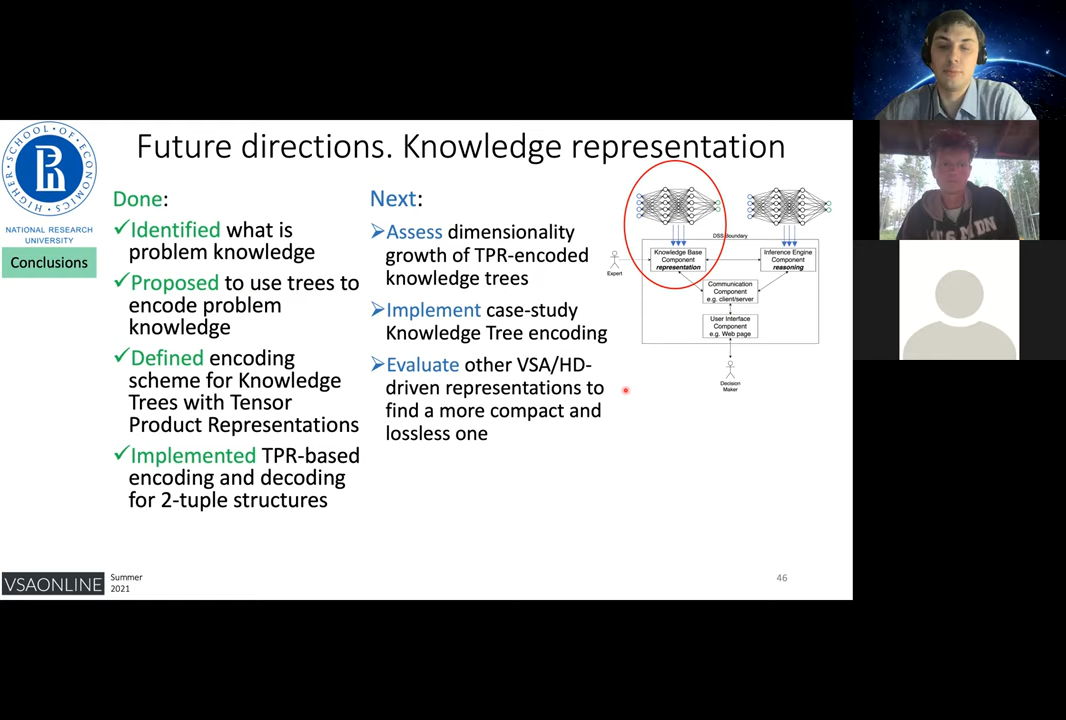 Future directions. Knowledge representation
HIGHER · SCHOOL OF · ECONOMICS
NATIONAL RESEARCH
UNIVERSITY
Conclusions
Done:
✓Identified what is
problem knowledge
✓Proposed to use trees to
encode problem
knowledge
✓Defined encoding
scheme for Knowledge
Trees with Tensor
Product Representations
✓Implemented TPR-based
encoding and decoding
for 2-tuple structures
Next:
➢Assess dimensionality
growth of TPR-encoded
knowledge trees
➢Implement case-study
Knowledge Tree encoding
➢Evaluate other VSA/HD-
driven representations to
find a more compact and
lossless one
DSS Boundary
Expert
Knowledge Base
Component
representation
Inference Engine
Component
reasoning
Communication
Component
e.g. client/server
User Interface
Component
e.g. Web page
Decision
Maker
VSAONLINE
Summer
2021
46